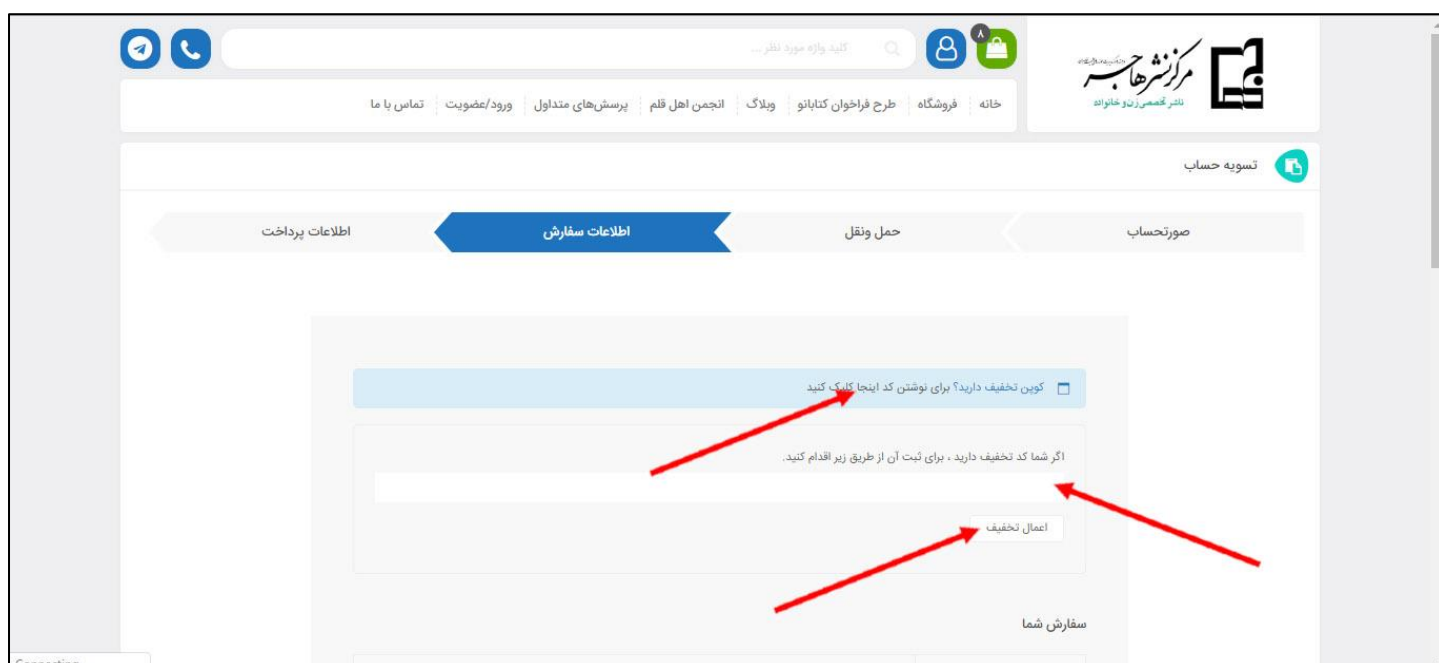 ۸
کلید واژه مورد نظر ...
مرکز نشر هاجر
ناشر تخصصی زن و خانواده
خانه
فروشگاه
طرح فراخوان کتابانو
وبلاگ
انجمن اهل قلم
پرسش‌های متداول
ورود/عضویت
تماس با ما
تسویه حساب
صورتحساب
حمل ونقل
اطلاعات سفارش
اطلاعات پرداخت
کوپن تخفیف دارید؟ برای نوشتن کد اینجا کلیک کنید
اگر شما کد تخفیف دارید ، برای ثبت آن از طریق زیر اقدام کنید.
اعمال تخفیف
سفارش شما